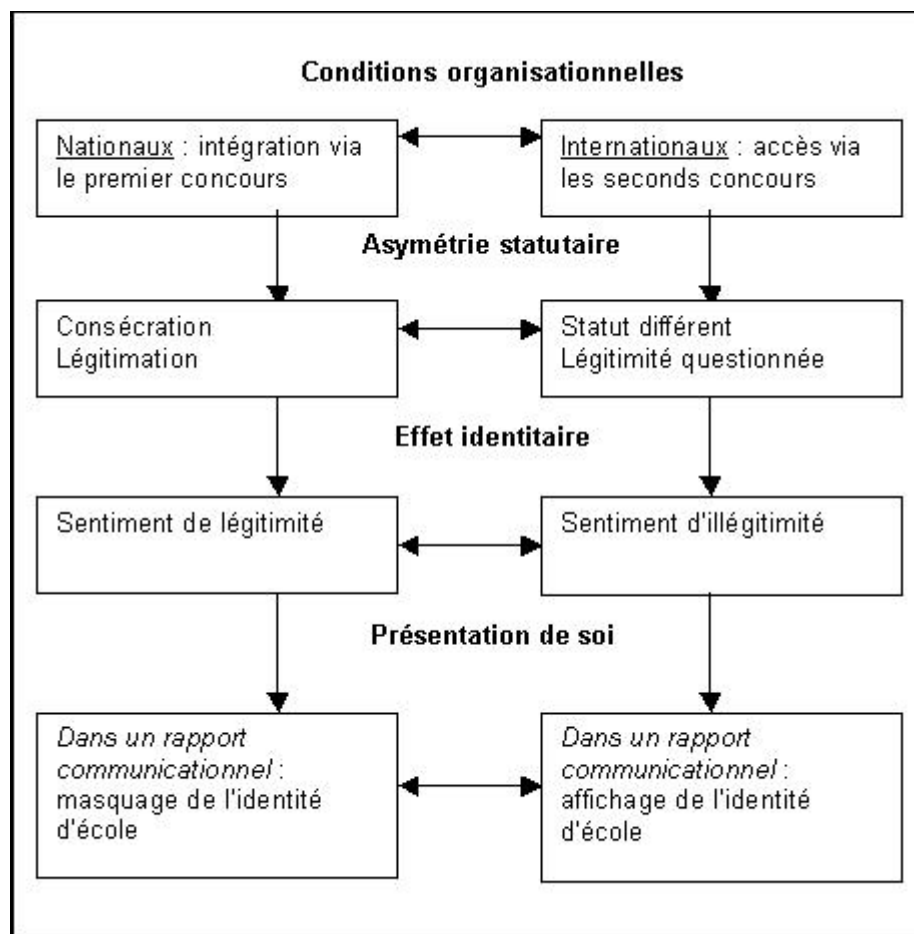 Conditions organisationnelles
Nationaux : intégration via
le premier concours
Internationaux : accès via
les seconds concours
Asymétrie statutaire
Consécration
Légitimation
Statut différent
Légitimité questionnée
Effet identitaire
Sentiment de légitimité
Sentiment d'illégitimité
Présentation de soi
Dans un rapport
communicationnel :
masquage de l'identité
d'école
Dans un rapport
communicationnel :
affichage de l'identité
d'école